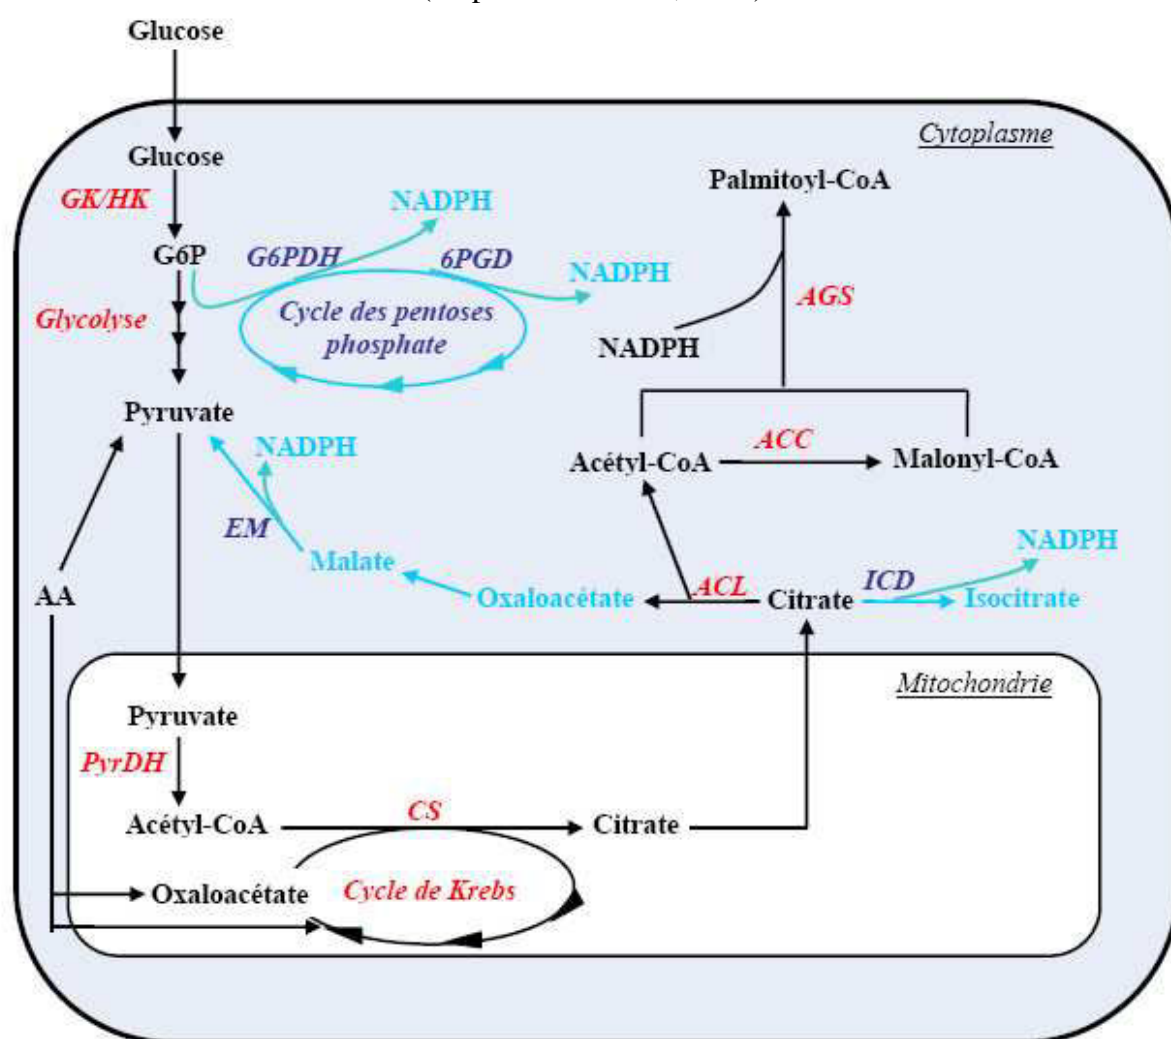 Glucose
Cytoplasme
Glucose
GK/HK
Palmitoyl-CoA
NADPH
G6P
G6PDH
6PGD
NADPH
AGS
Glycolyse
Cycle des pentoses
phosphate
NADPH
Pyruvate
NADPH
ACC
Acétyl-CoA
Malonyl-CoA
EM
Malate
NADPH
AA
Oxaloacétate
ACL
Citrate
ICD
Isocitrate
Mitochondrie
Pyruvate
PyrDH
CS
Acétyl-CoA
Citrate
Oxaloacétate
Cycle de Krebs